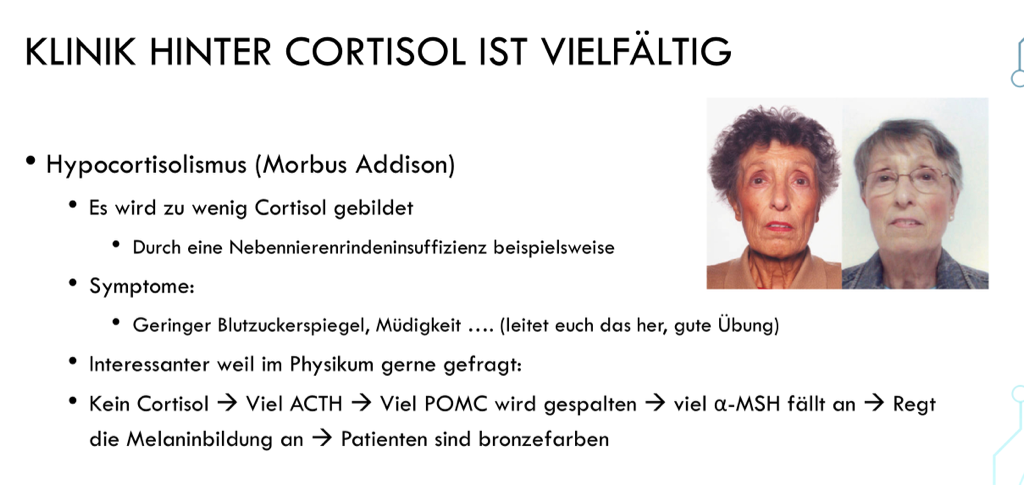 KLINIK HINTER CORTISOL IST VIELFÄLTIG
• Hypocortisolismus (Morbus Addison)
• Es wird zu wenig Cortisol gebildet
• Durch eine Nebennierenrindeninsuffizienz beispielsweise
• Symptome:
• Geringer Blutzuckerspiegel, Müdigkeit …. (leitet euch das her, gute Übung)
• Interessanter weil im Physikum gerne gefragt:
• Kein Cortisol → Viel ACTH → Viel POMC wird gespalten → viel α-MSH fällt an → Regt
die Melaninbildung an → Patienten sind bronzefarben